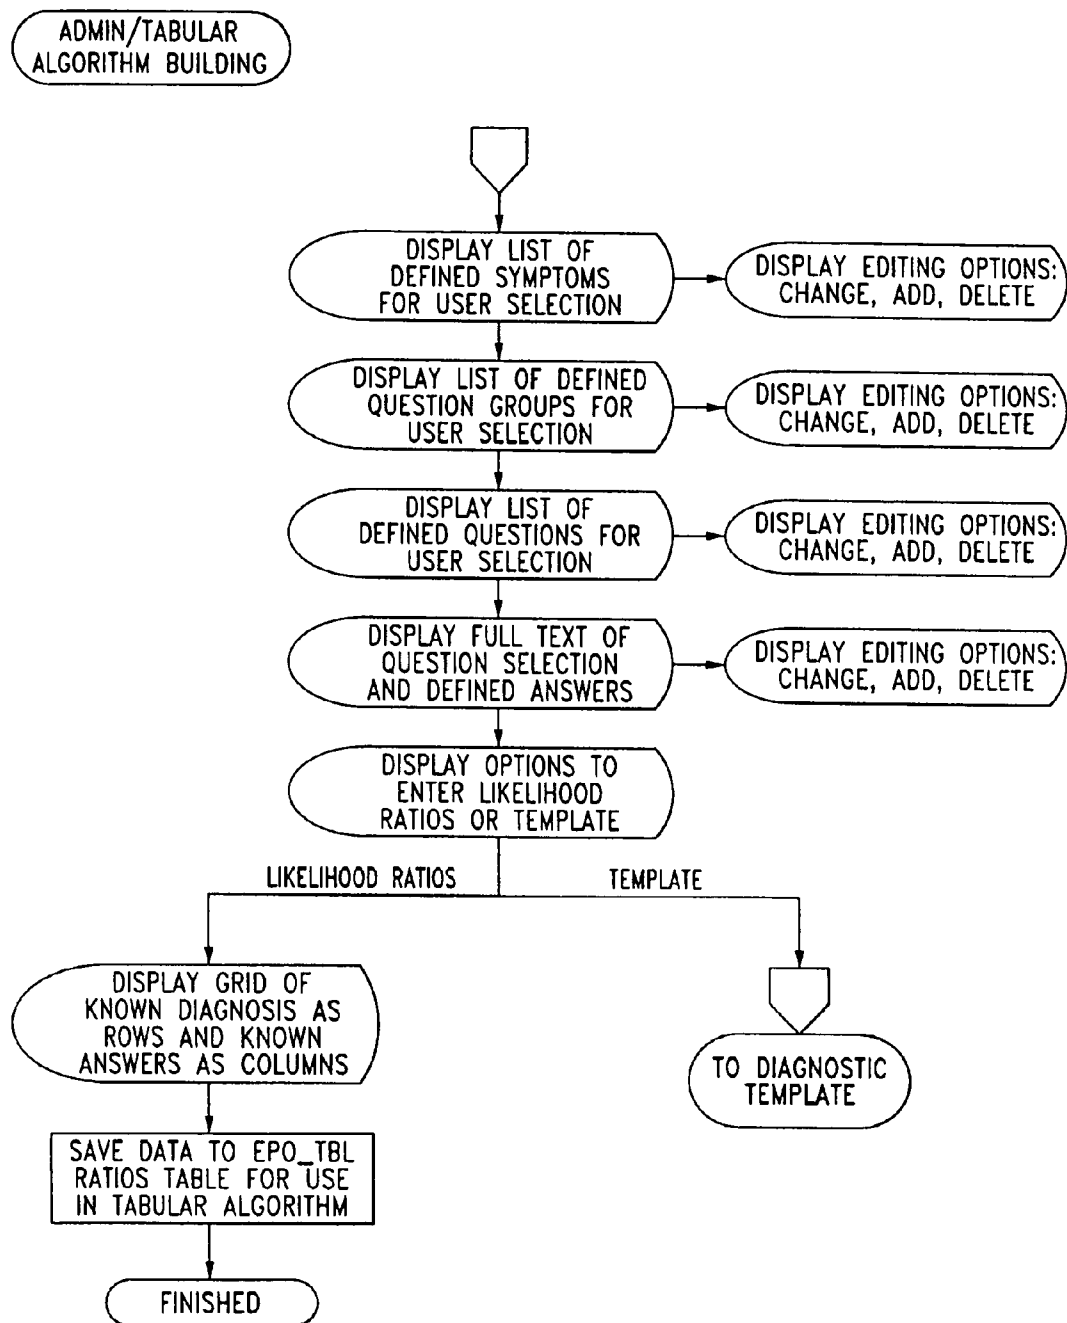 ADMIN/TABULAR
ALGORITHM BUILDING
DISPLAY LIST OF
DEFINED SYMPTOMS
FOR USER SELECTION
DISPLAY EDITING OPTIONS:
CHANGE, ADD, DELETE
DISPLAY LIST OF DEFINED
QUESTION GROUPS FOR
USER SELECTION
DISPLAY EDITING OPTIONS:
CHANGE, ADD, DELETE
DISPLAY LIST OF
DEFINED QUESTIONS FOR
USER SELECTION
DISPLAY EDITING OPTIONS:
CHANGE, ADD, DELETE
DISPLAY FULL TEXT OF
QUESTION SELECTION
AND DEFINED ANSWERS
DISPLAY EDITING OPTIONS:
CHANGE, ADD, DELETE
DISPLAY OPTIONS TO
ENTER LIKELIHOOD
RATIOS OR TEMPLATE
LIKELIHOOD RATIOS
TEMPLATE
DISPLAY GRID OF
KNOWN DIAGNOSIS AS
ROWS AND KNOWN
ANSWERS AS COLUMNS
TO DIAGNOSTIC
TEMPLATE
SAVE DATA TO EPO_TBL
RATIOS TABLE FOR USE
IN TABULAR ALGORITHM
FINISHED